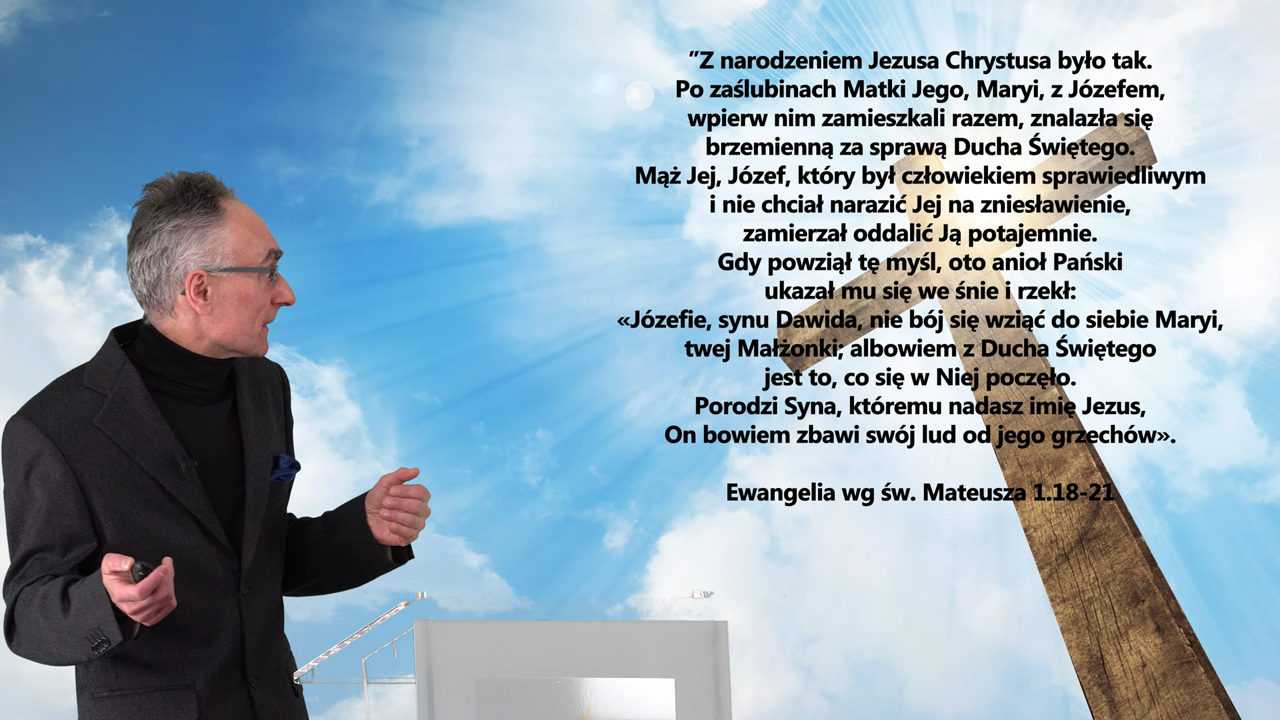 ”Z narodzeniem Jezusa Chrystusa było tak.
Po zaślubinach Matki Jego, Maryi, z Józefem,
wpierw nim zamieszkali razem, znalazła się
brzemienną za sprawą Ducha Świętego.
Mąż Jej, Józef, który był człowiekiem sprawiedliwym
i nie chciał narazić Jej na zniesławienie,
zamierzał oddalić Ją potajemnie.
Gdy powziął tę myśl, oto anioł Pański
ukazał mu się we śnie i rzekł:
«Józefie, synu Dawida, nie bój się wziąć do siebie Maryi,
twej Małżonki; albowiem z Ducha Świętego
jest to, co się w Niej poczęło.
Porodzi Syna, któremu nadasz imię Jezus,
On bowiem zbawi swój lud od jego grzechów».
Ewangelia wg św. Mateusza 1.18-21